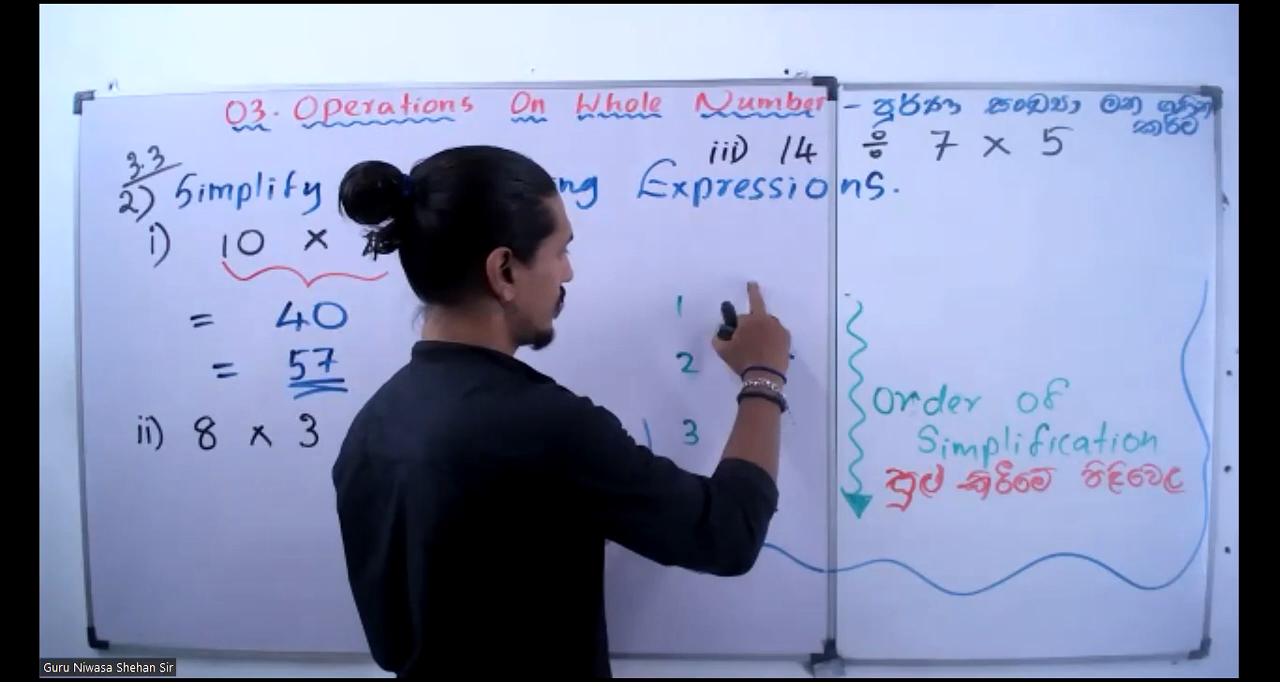 03. Operations On Whole Number - පූර්ණ සංඛ්‍යා මත ගණිත
කර්ම
iii) 14 ÷ 7 x 5
3.3
2) Simplify Expressions.
i) 10 x
= 40
= 57
ii) 8 x 3
1
2
3
Order of
Simplification
සුළු කිරීමේ පිළිවෙල
Guru Niwasa Shehan Sir